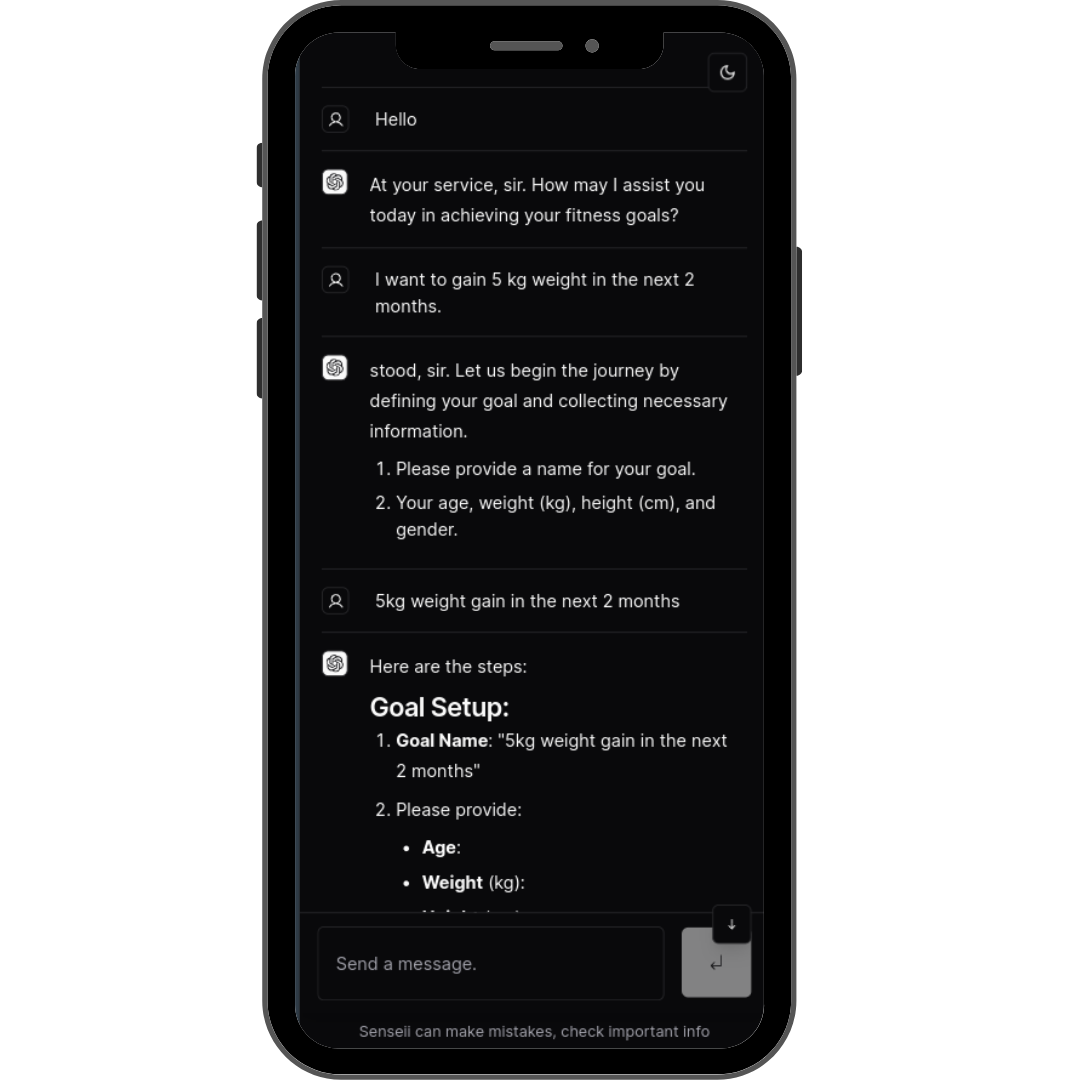 Hello
At your service, sir. How may I assist you
today in achieving your fitness goals?
I want to gain 5 kg weight in the next 2
months.
stood, sir. Let us begin the journey by
defining your goal and collecting necessary
information.
1. Please provide a name for your goal.
2. Your age, weight (kg), height (cm), and
gender.
5kg weight gain in the next 2 months
Here are the steps:
Goal Setup:
1. Goal Name: "5kg weight gain in the next
2 months"
2. Please provide:
• Age:
• Weight (kg):
Send a message.
Senseii can make mistakes, check important info